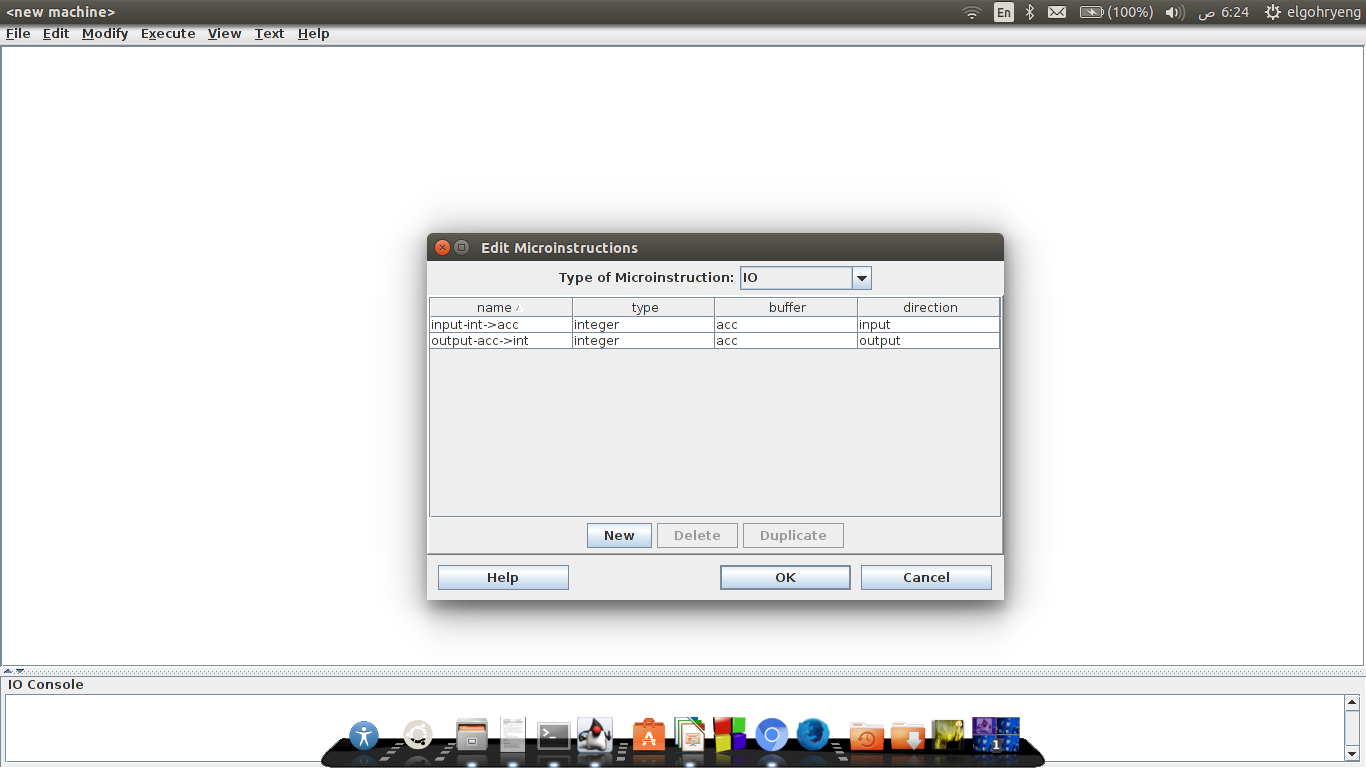 <new machine>
En (100%) ص 6:24 elgohryeng
File Edit Modify Execute View Text Help
Edit Microinstructions
Type of Microinstruction: IO
name type buffer direction
input-int->acc integer acc input
output-acc->int integer acc output
New Delete Duplicate
Help OK Cancel
IO Console
1